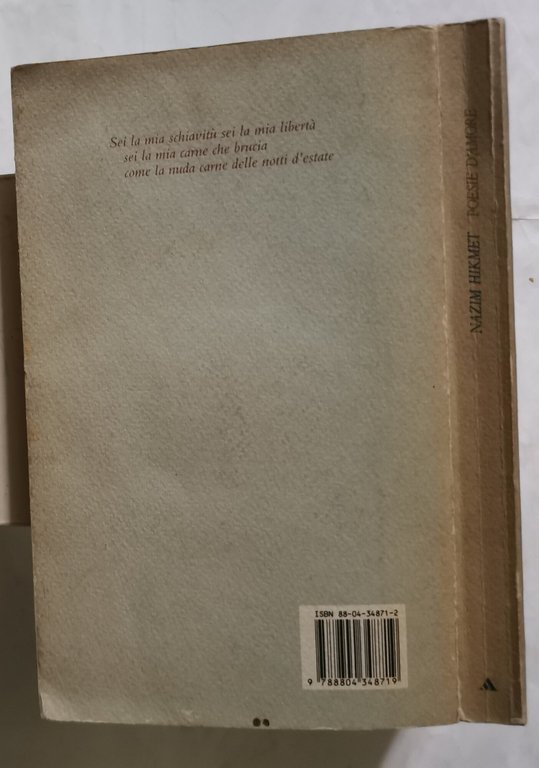 Sei la mia schiavitù sei la mia libertà
sei la mia carne che brucia
come la nuda carne delle notti d'estate
NAZIM HIKMET POESIE D'AMORE
ISBN 88-04-34871-2
9 788804 348719